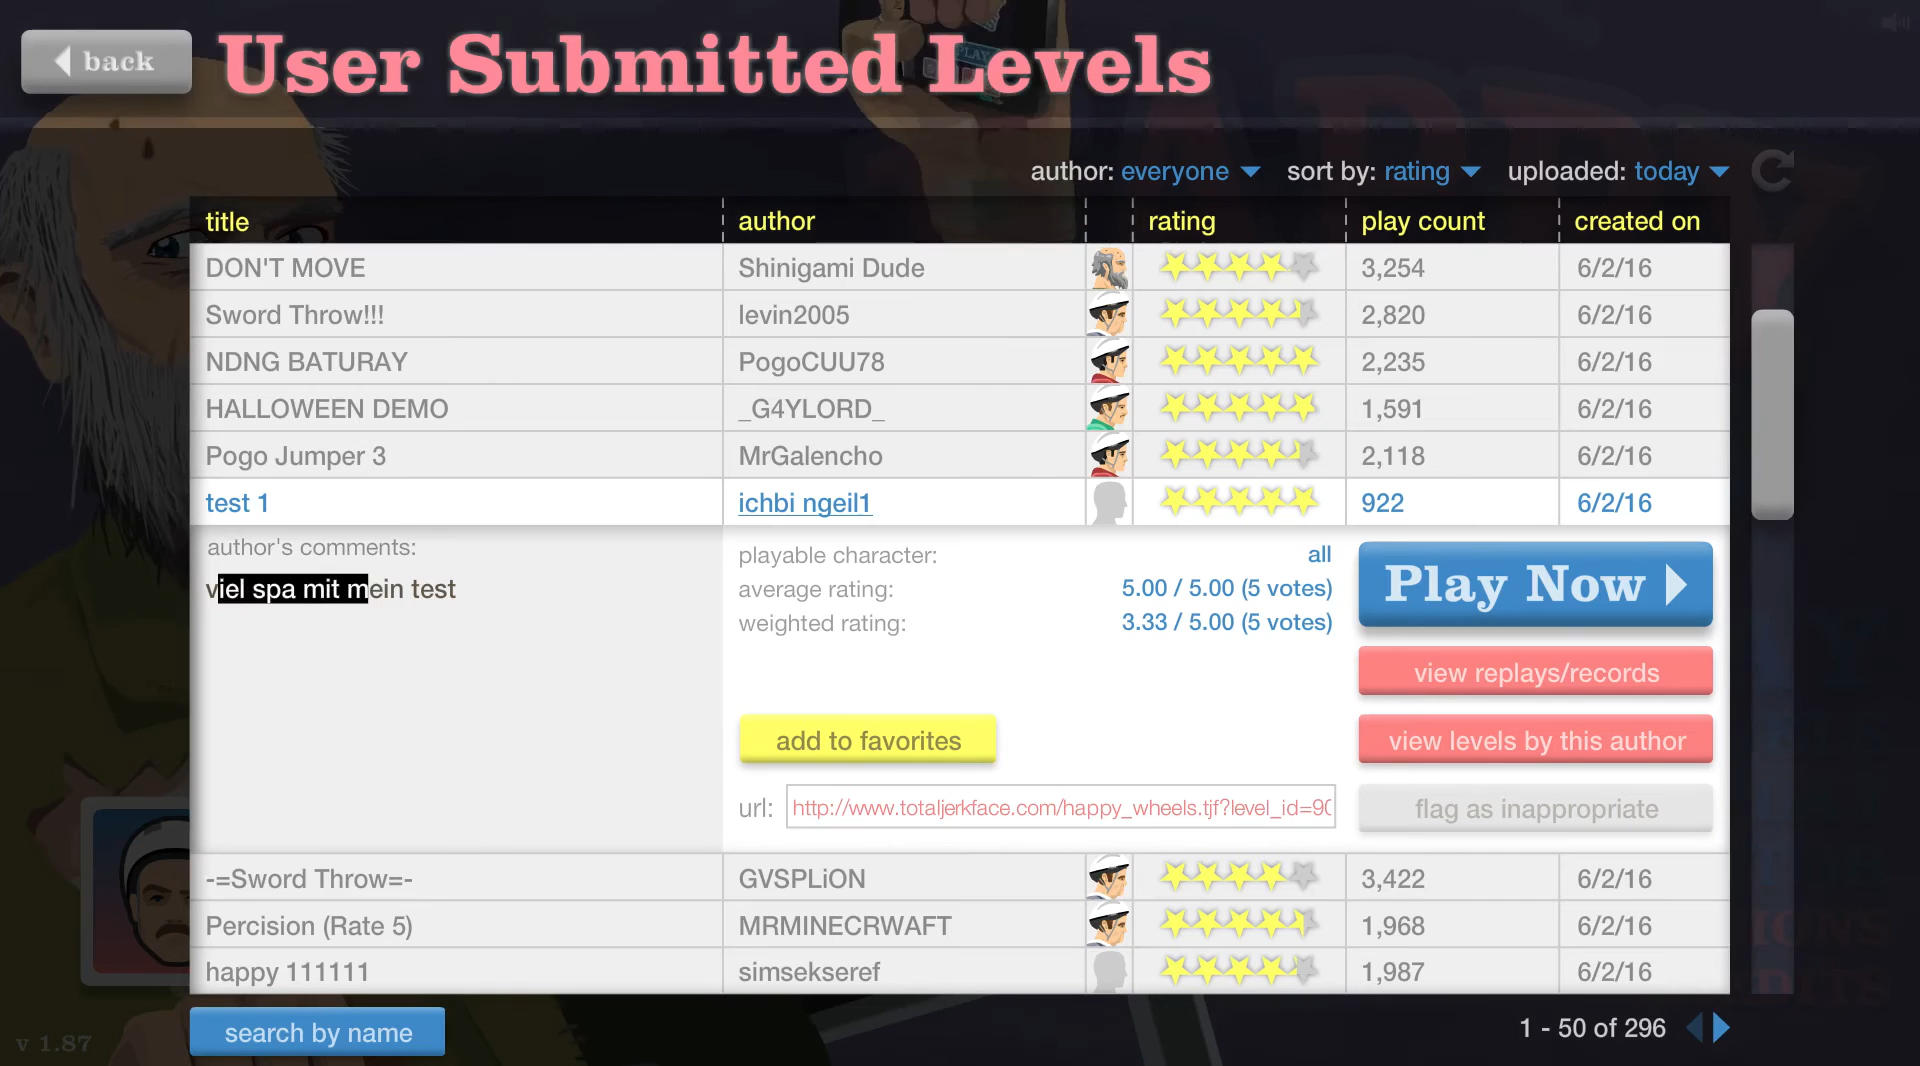 back
User Submitted Levels
author: everyone sort by: rating uploaded: today
title author rating play count created on
DON'T MOVE Shinigami Dude 3,254 6/2/16
Sword Throw!!! levin2005 2,820 6/2/16
NDNG BATURAY PogoCUU78 2,235 6/2/16
HALLOWEEN DEMO _G4YLORD_ 1,591 6/2/16
Pogo Jumper 3 MrGalencho 2,118 6/2/16
test 1 ichbi ngeil1 922 6/2/16
author's comments:
viel spa mit mein test
playable character: all
average rating: 5.00 / 5.00 (5 votes)
weighted rating: 3.33 / 5.00 (5 votes)
Play Now
view replays/records
add to favorites
view levels by this author
url: http://www.totaljerkface.com/happy_wheels.tjf?level_id=90
flag as inappropriate
-=Sword Throw=- GVSPLiON 3,422 6/2/16
Percision (Rate 5) MRMINECRWAFT 1,968 6/2/16
happy 111111 simsekseref 1,987 6/2/16
search by name
1 - 50 of 296
v 1.87